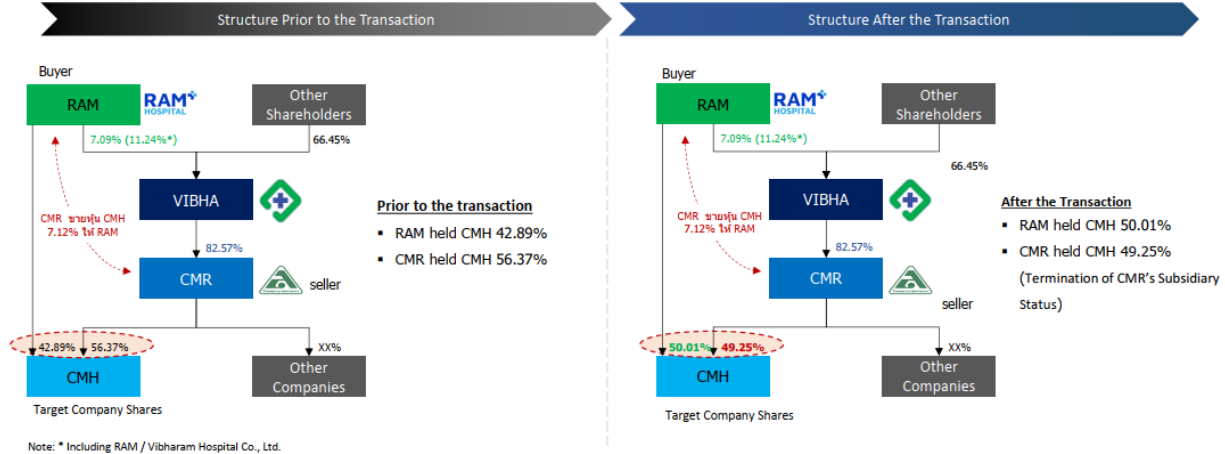 Structure Prior to the Transaction
Structure After the Transaction
Buyer
RAM
RAM
HOSPITAL
Other
Shareholders
7.09% (11.24%*)
66.45%
VIBHA
CMR ขายหุ้น CMH
7.12% ให้ RAM
82.57%
CMR
seller
42.89%
56.37%
XX%
CMH
Other
Companies
Target Company Shares
Note: * Including RAM / Vibharam Hospital Co., Ltd.
Prior to the transaction
▪ RAM held CMH 42.89%
▪ CMR held CMH 56.37%
Buyer
RAM
RAM
HOSPITAL
Other
Shareholders
7.09% (11.24%*)
66.45%
VIBHA
CMR ขายหุ้น CMH
7.12% ให้ RAM
82.57%
CMR
seller
50.01%
49.25%
XX%
CMH
Other
Companies
Target Company Shares
After the Transaction
▪ RAM held CMH 50.01%
▪ CMR held CMH 49.25%
(Termination of CMR's Subsidiary
Status)